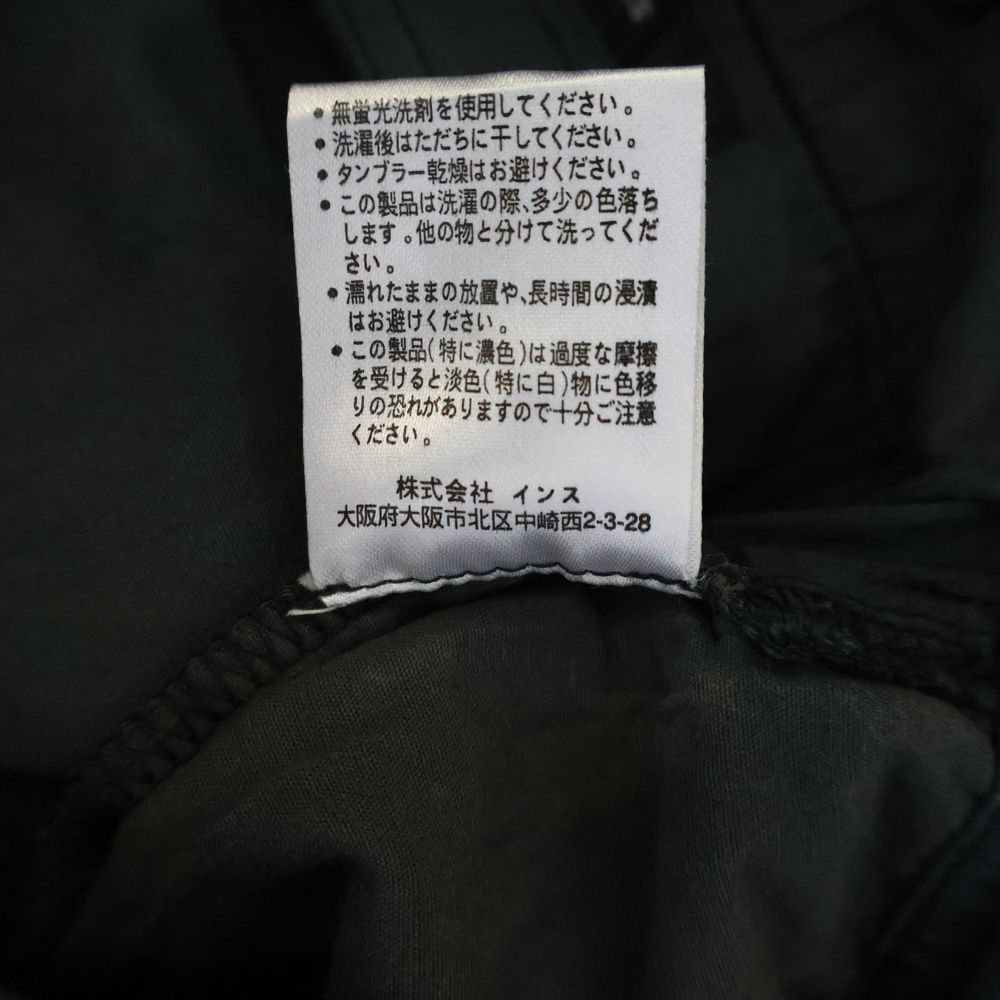 • 無蛍光洗剤を使用してください。
• 洗濯後はただちに干してください。
• タンブラー乾燥はお避けください。
• この製品は洗濯の際、多少の色落ち
します。他の物と分けて洗ってくだ
さい。
• 濡れたままの放置や、長時間の浸漬
はお避けください。
• この製品(特に濃色)は過度な摩擦
を受けると淡色(特に白)物に色移
りの恐れがありますので十分ご注意
ください。
株式会社 インス
大阪府大阪市北区中崎西2-3-28